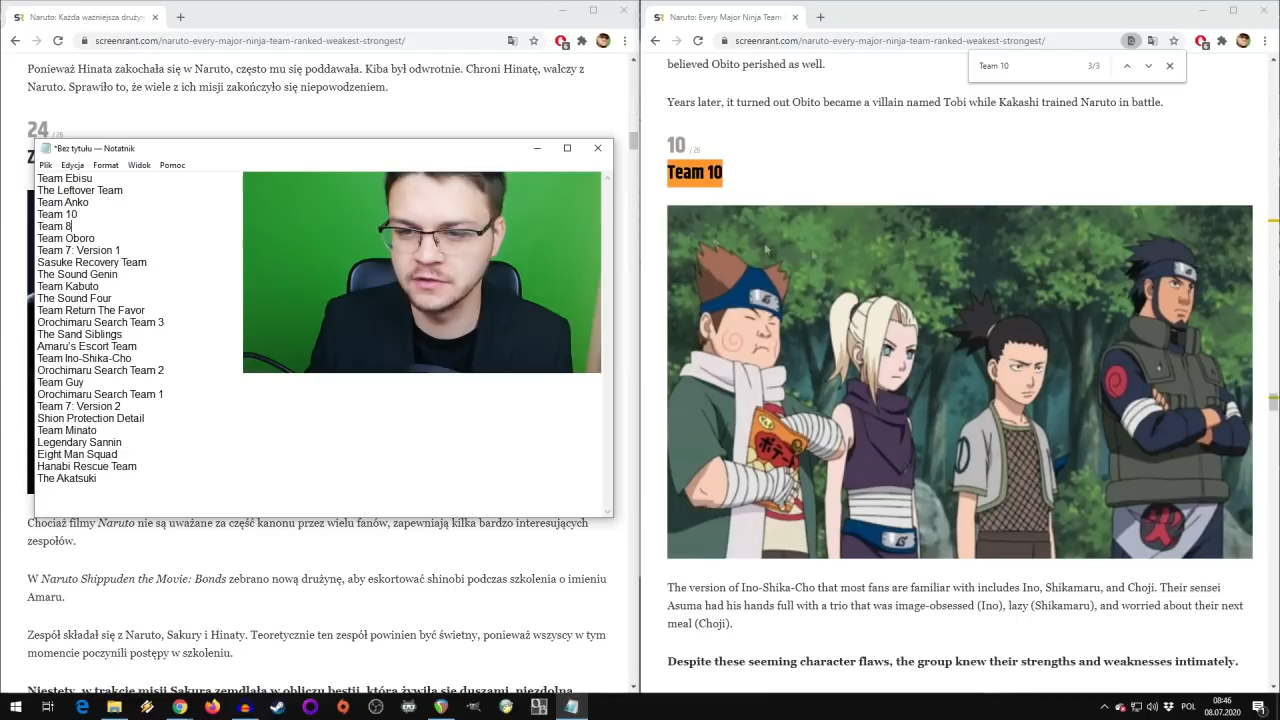 Naruto: Każda ważniejsza drużyn
Naruto: Every Major Ninja Team
screenrant.com/naruto-every-major-ninja-team-ranked-weakest-strongest/
screenrant.com/naruto-every-major-ninja-team-ranked-weakest-strongest/
Team 10
3/3
Ponieważ Hinata zakochała się w Naruto, często mu się poddawała. Kiba był odwrotnie. Chroni Hinatę, walczy z
Naruto. Sprawiło to, że wiele z ich misji zakończyło się niepowodzeniem.
24 / 26
*Bez tytułu — Notatnik
Plik Edycja Format Widok Pomoc
Team Ebisu
The Leftover Team
Team Anko
Team 10
Team 8
Team Oboro
Team 7: Version 1
Sasuke Recovery Team
The Sound Genin
Team Kabuto
The Sound Four
Team Return The Favor
Orochimaru Search Team 3
The Sand Siblings
Amaru's Escort Team
Team Ino-Shika-Cho
Orochimaru Search Team 2
Team Guy
Orochimaru Search Team 1
Team 7: Version 2
Shion Protection Detail
Team Minato
Legendary Sannin
Eight Man Squad
Hanabi Rescue Team
The Akatsuki
Chociaż filmy Naruto nie są uważane za część kanonu przez wielu fanów, zapewniają kilka bardzo interesujących
zespołów.
W Naruto Shippuden the Movie: Bonds zebrano nową drużynę, aby eskortować shinobi podczas szkolenia o imieniu
Amaru.
Zespół składał się z Naruto, Sakury i Hinaty. Teoretycznie ten zespół powinien być świetny, ponieważ wszyscy w tym
momencie poczynili postępy w szkoleniu.
Niestety, w trakcie misji Sakura zemdlała w obliczu bestii, która żywiła się duszami, niezdolna
believed Obito perished as well.
Years later, it turned out Obito became a villain named Tobi while Kakashi trained Naruto in battle.
10 / 26
Team 10
The version of Ino-Shika-Cho that most fans are familiar with includes Ino, Shikamaru, and Choji. Their sensei
Asuma had his hands full with a trio that was image-obsessed (Ino), lazy (Shikamaru), and worried about their next
meal (Choji).
Despite these seeming character flaws, the group knew their strengths and weaknesses intimately.
POL
08:46
08.07.2020